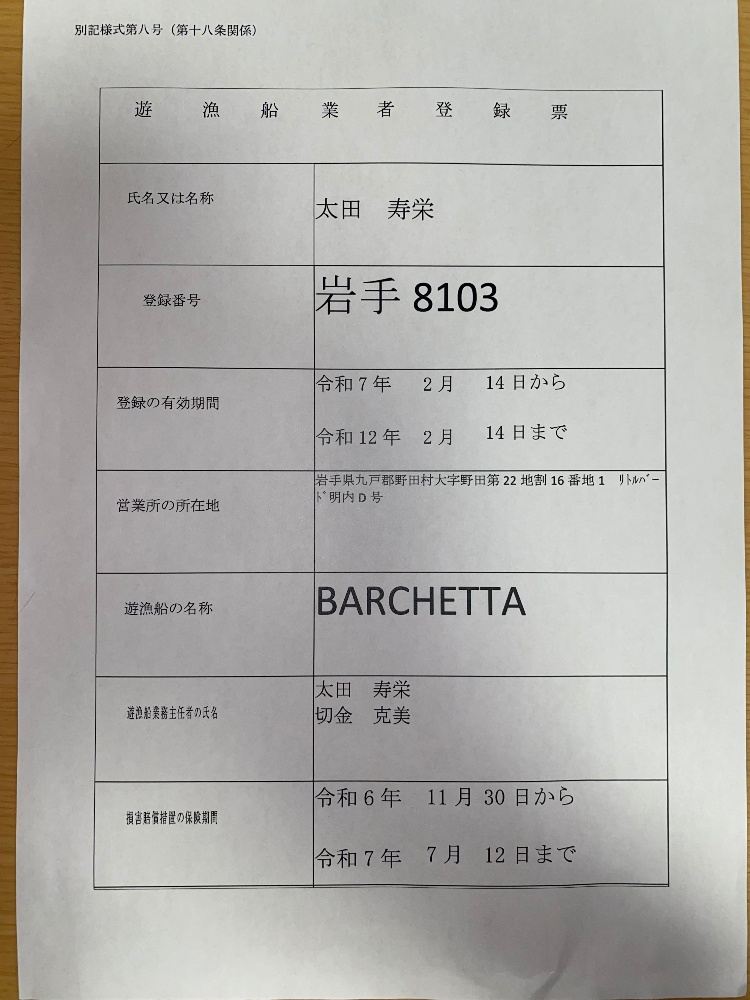 別記様式第八号（第十八条関係）
遊漁船業者登録票
氏名又は名称
太田　寿栄
登録番号
岩手 8103
登録の有効期間
令和７年　２月　14 日から
令和 12 年　２月　14 日まで
営業所の所在地
岩手県九戸郡野田村大字野田第 22 地割 16 番地 1　ﾘﾄﾙﾊﾞｰ
ﾄﾞ明内 D 号
遊漁船の名称
BARCHETTA
遊漁船業務主任者の氏名
太田　寿栄
切金　克美
損害賠償措置の保険期間
令和６年　11 月 30 日から
令和７年　７月　12 日まで